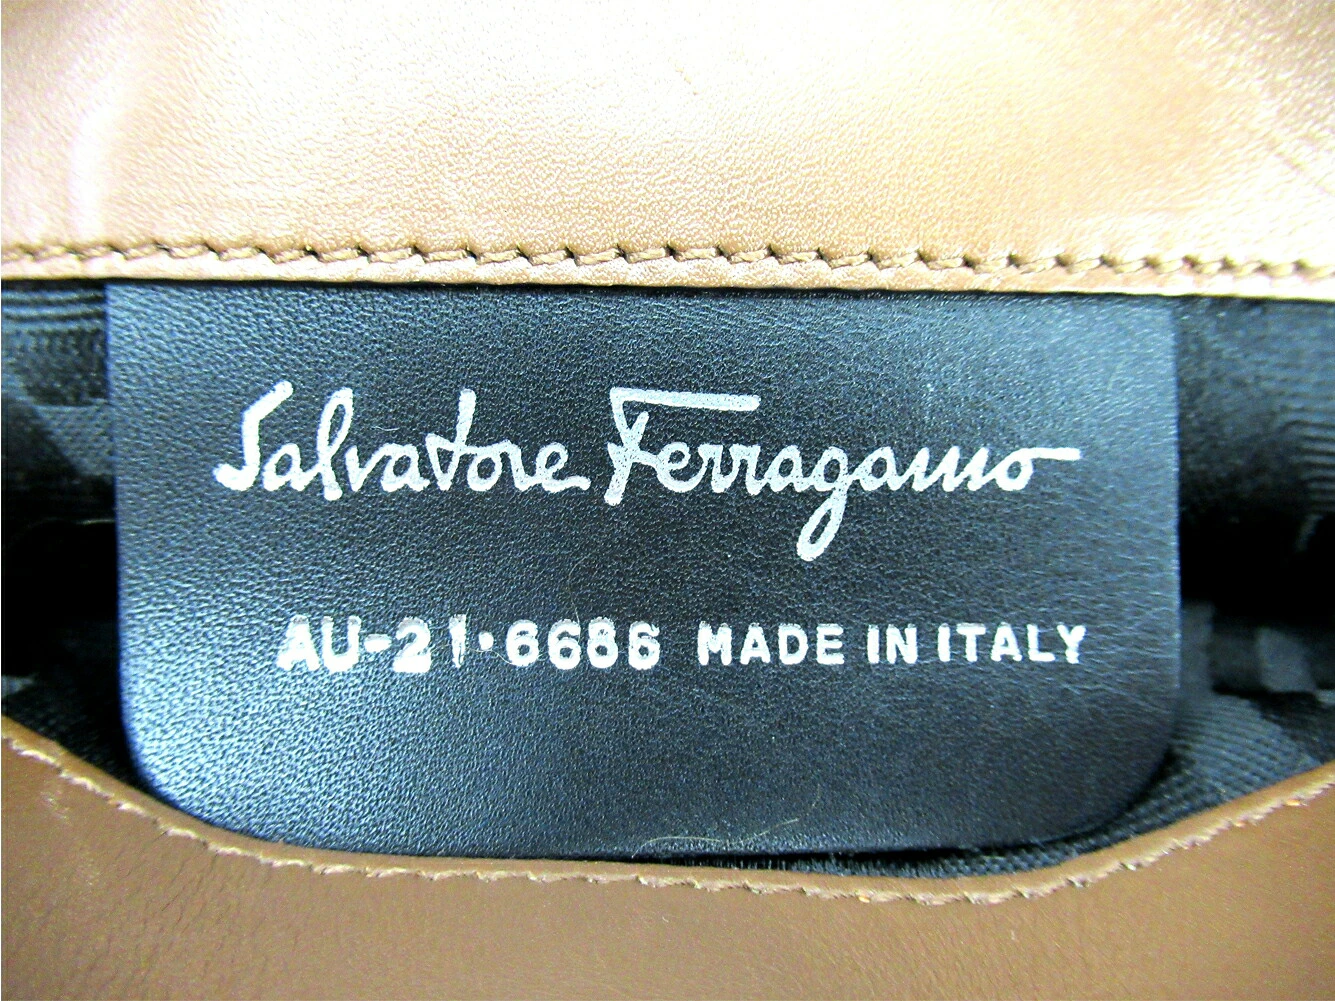 Salvatore Ferragamo
AU-21·6686 MADE IN ITALY